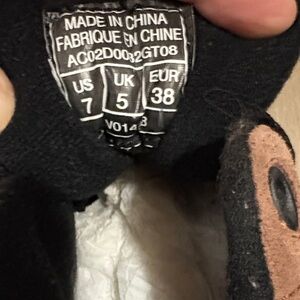 MADE IN CHINA
FABRIQUE EN CHINE
US UK EUR
7 5 38